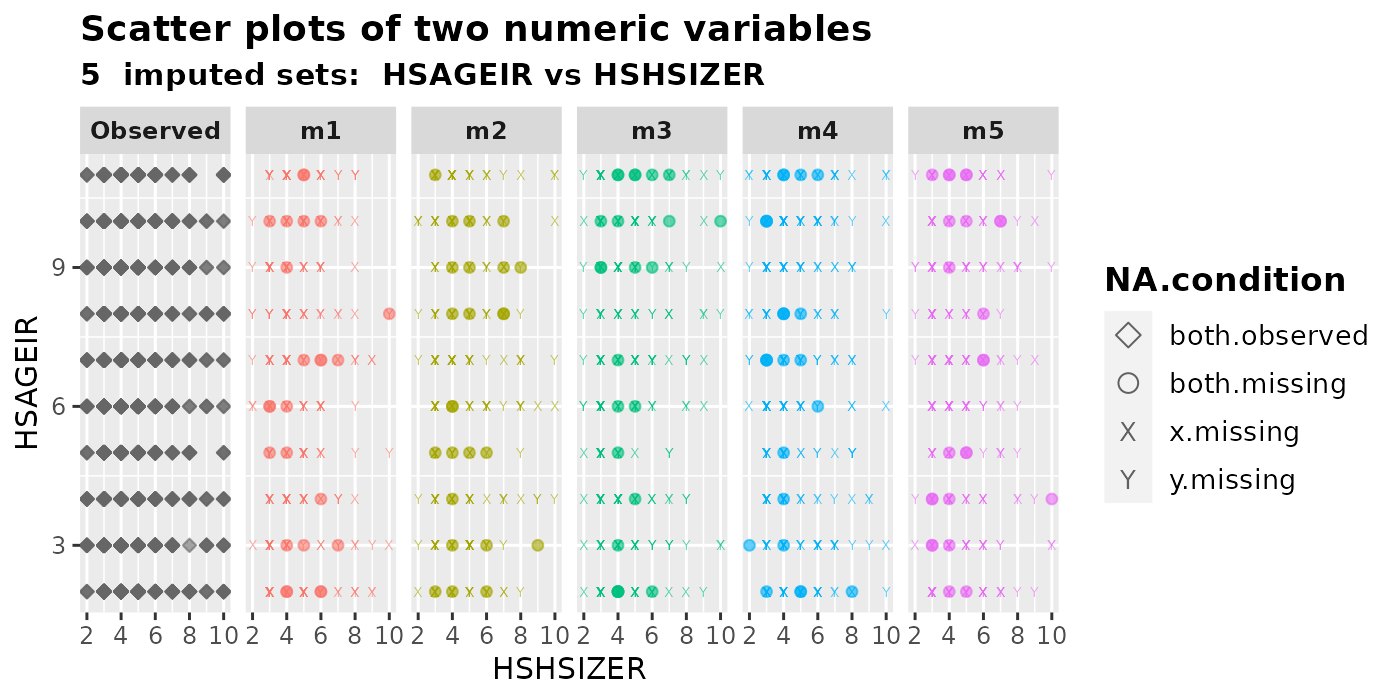 Scatter plots of two numeric variables
5 imputed sets: HSAGEIR vs HSHSIZER
Observed m1 m2 m3 m4 m5
HSAGEIR
9
6
3
2 4 6 8 10 2 4 6 8 10 2 4 6 8 10 2 4 6 8 10 2 4 6 8 10 2 4 6 8 10
HSHSIZER
NA.condition
both.observed
both.missing
X x.missing
Y y.missing